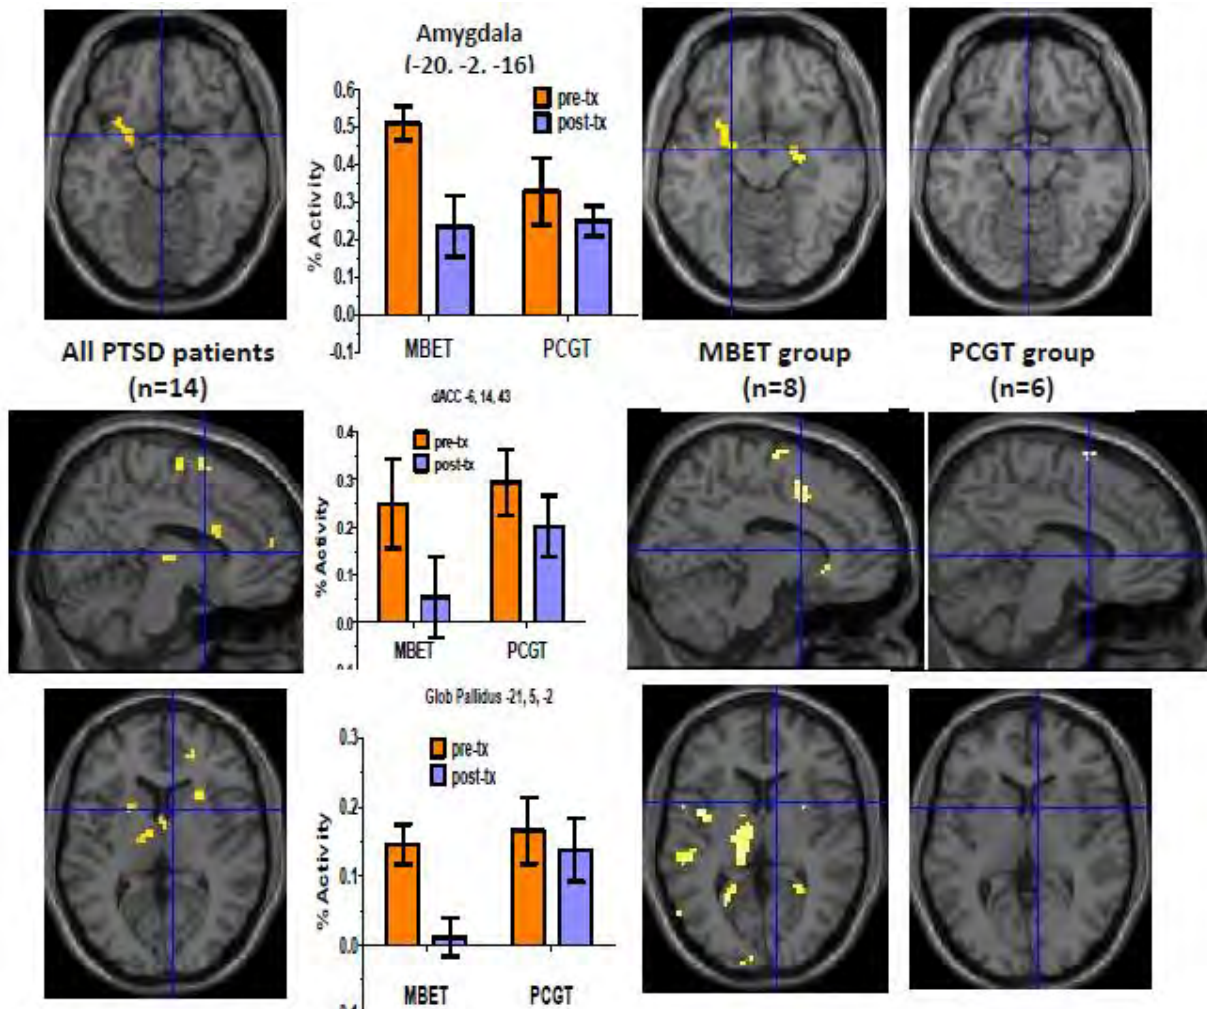 Amygdala
(-20, -2, -16)
% Activity
0.6
0.5
0.4
0.3
0.2
0.1
0.0
-0.1
pre-tx
post-tx
MBET PCGT
All PTSD patients
(n=14)
MBET group
(n=8)
PCGT group
(n=6)
dACC -6, 14, 43
% Activity
0.4
0.3
0.2
0.1
0.0
pre-tx
post-tx
MBET PCGT
Glob Pallidus -21, 5, -2
% Activity
0.3
0.2
0.1
0.0
pre-tx
post-tx
MBET PCGT